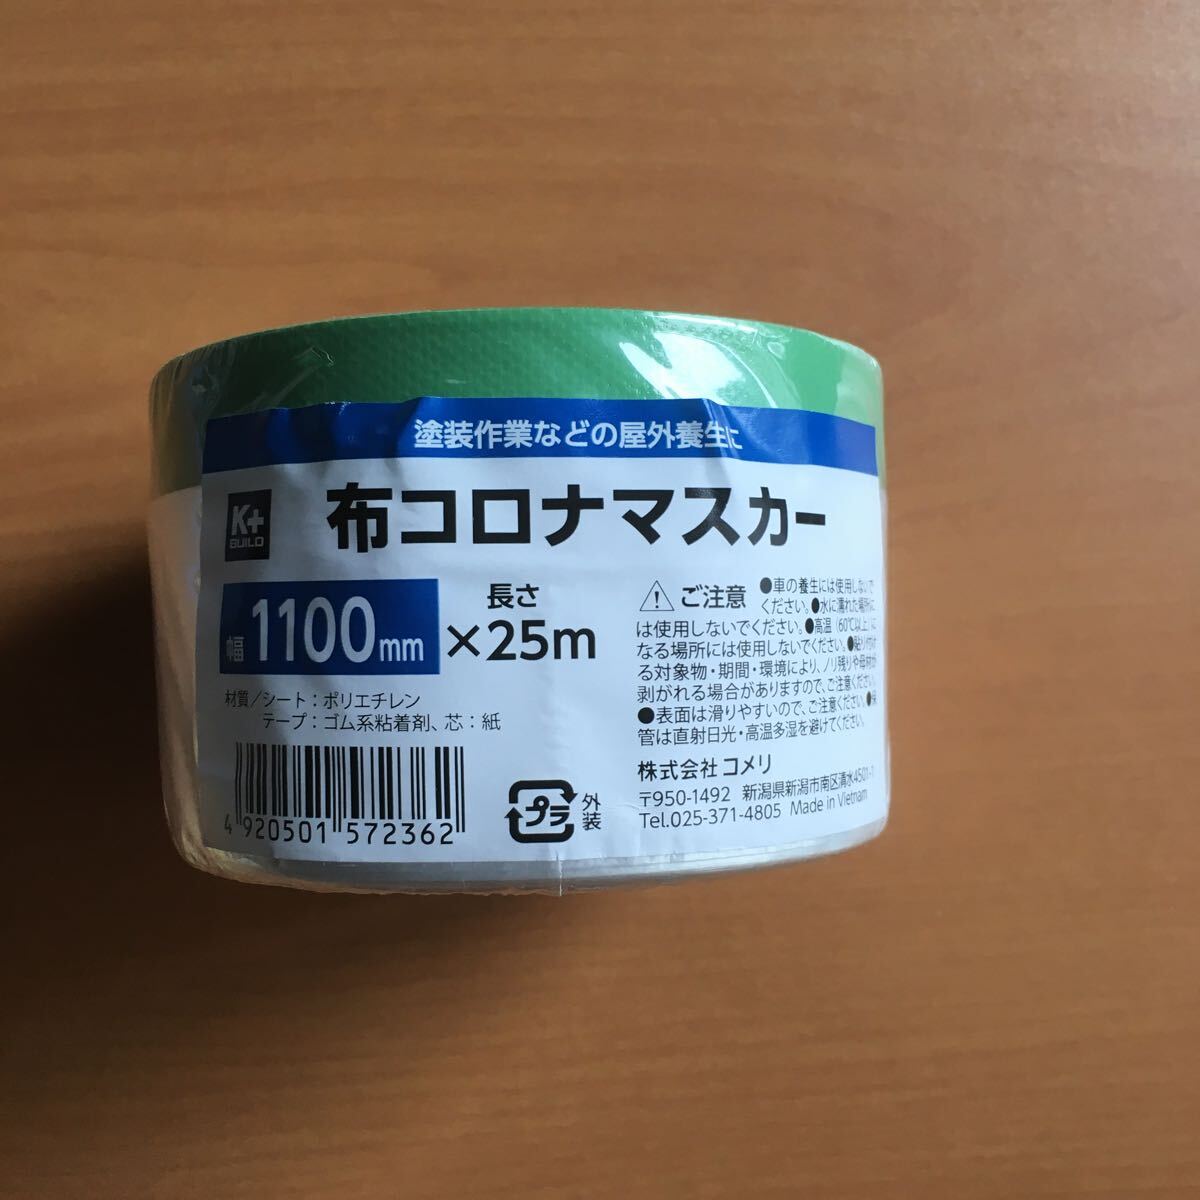 塗装作業などの屋外養生に
K+
BUILD
布コロナマスカー
幅 1100mm
長さ
×25m
材質/シート:ポリエチレン
テープ:ゴム系粘着剤、芯:紙
4 920501 572362
プラ
外装
ご注意 ●車の養生には使用しないで
ください。●水に濡れた場所に
は使用しないでください。●高温(60℃以上)に
なる場所には使用しないでください。●貼り付け
る対象物・期間・環境により、ノリ残りや母材が
剥がれる場合がありますので、ご注意ください。
●表面は滑りやすいので、ご注意ください。●保
管は直射日光・高温多湿を避けてください。
株式会社 コメリ
〒950-1492 新潟県新潟市南区清水4501-1
Tel.025-371-4805 Made in Vietnam